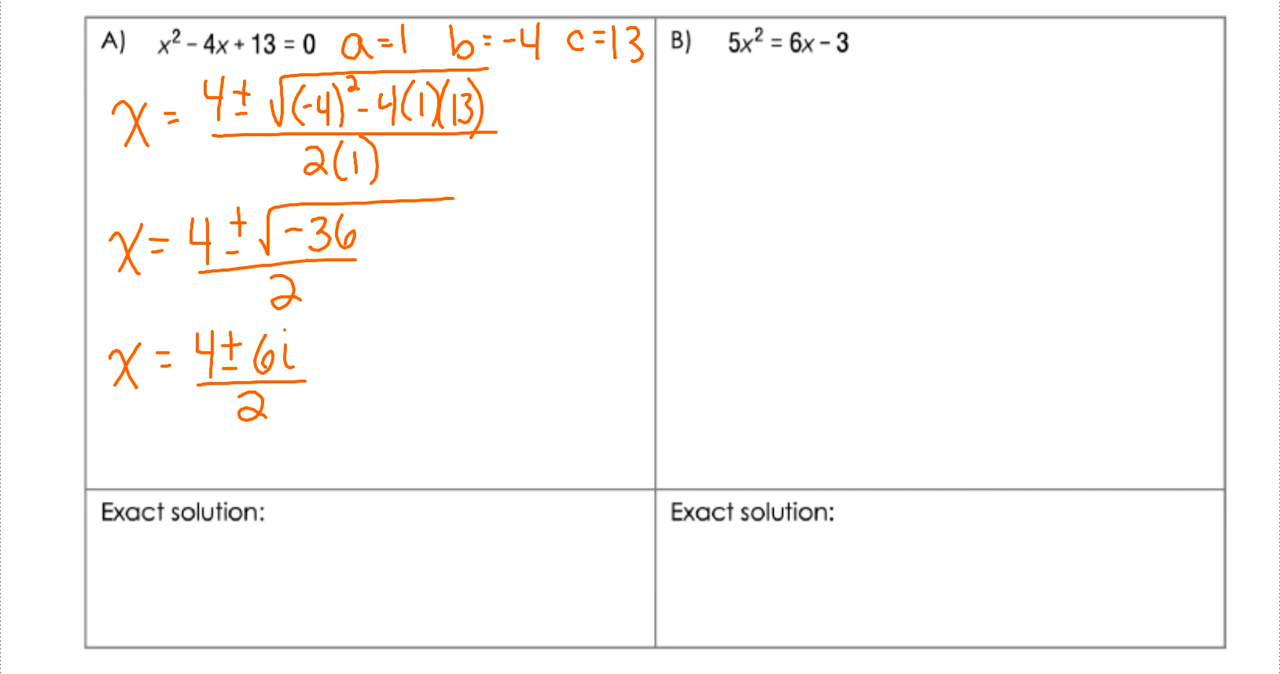 A) x² – 4x + 13 = 0 a=1 b=-4 c=13
x = 4 ± √(-4)² - 4(1)(13)
2(1)
x = 4 ± √-36
2
x = 4 ± 6i
2
Exact solution:
B) 5x² = 6x – 3
Exact solution: